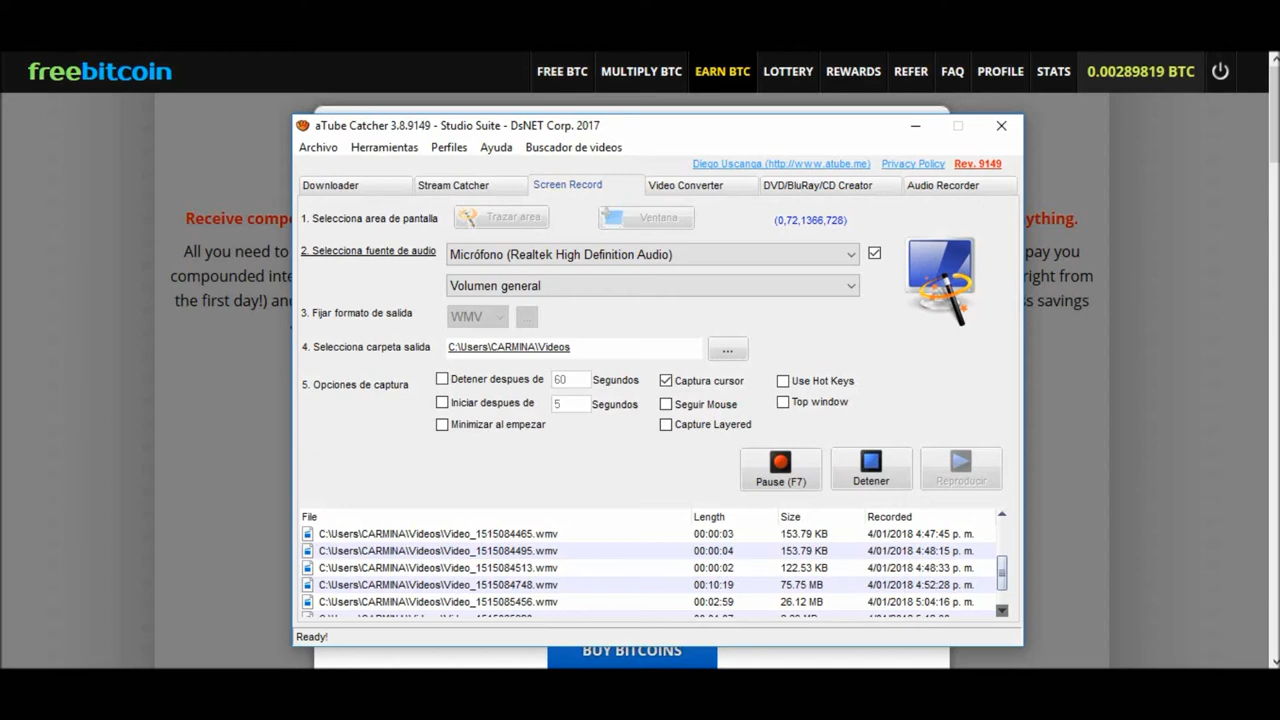 freebitcoin FREE BTC MULTIPLY BTC EARN BTC LOTTERY REWARDS REFER FAQ PROFILE STATS 0.00289819 BTC
aTube Catcher 3.8.9149 - Studio Suite - DsNET Corp. 2017
Archivo Herramientas Perfiles Ayuda Buscador de videos
Diego Uscanga (http://www.atube.me) Privacy Policy Rev. 9149
Downloader Stream Catcher Screen Record Video Converter DVD/BluRay/CD Creator Audio Recorder
Receive compo ything.
1. Selecciona area de pantalla Trazar area Ventana (0,72,1366,728)
All you need to pay you
2. Selecciona fuente de audio Micrófono (Realtek High Definition Audio)
compounded inte right from
Volumen general
the first day!) and ss savings
3. Fijar formato de salida WMV ...
4. Selecciona carpeta salida C:\Users\CARMINA\Videos ...
5. Opciones de captura Detener despues de 60 Segundos Captura cursor Use Hot Keys
Iniciar despues de 5 Segundos Seguir Mouse Top window
Minimizar al empezar Capture Layered
Pause (F7) Detener Reproducir
File Length Size Recorded
C:\Users\CARMINA\Videos\Video_1515084465.wmv 00:00:03 153.79 KB 4/01/2018 4:47:45 p. m.
C:\Users\CARMINA\Videos\Video_1515084495.wmv 00:00:04 153.79 KB 4/01/2018 4:48:15 p. m.
C:\Users\CARMINA\Videos\Video_1515084513.wmv 00:00:02 122.53 KB 4/01/2018 4:48:33 p. m.
C:\Users\CARMINA\Videos\Video_1515084748.wmv 00:10:19 75.75 MB 4/01/2018 4:52:28 p. m.
C:\Users\CARMINA\Videos\Video_1515085456.wmv 00:02:59 26.12 MB 4/01/2018 5:04:16 p. m.
Ready!
BUY BITCOINS